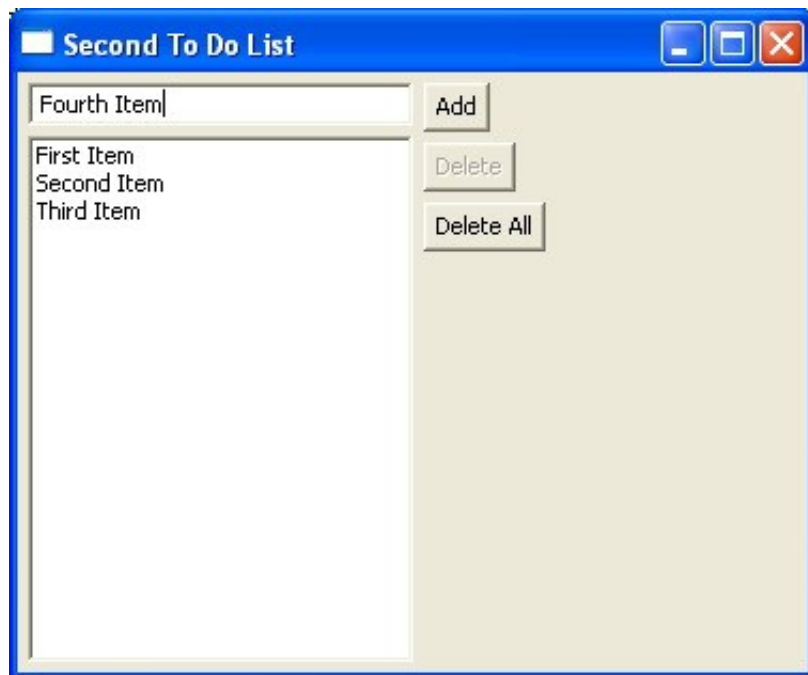 Second To Do List
Fourth Item
Add
First Item
Second Item
Third Item
Delete
Delete All